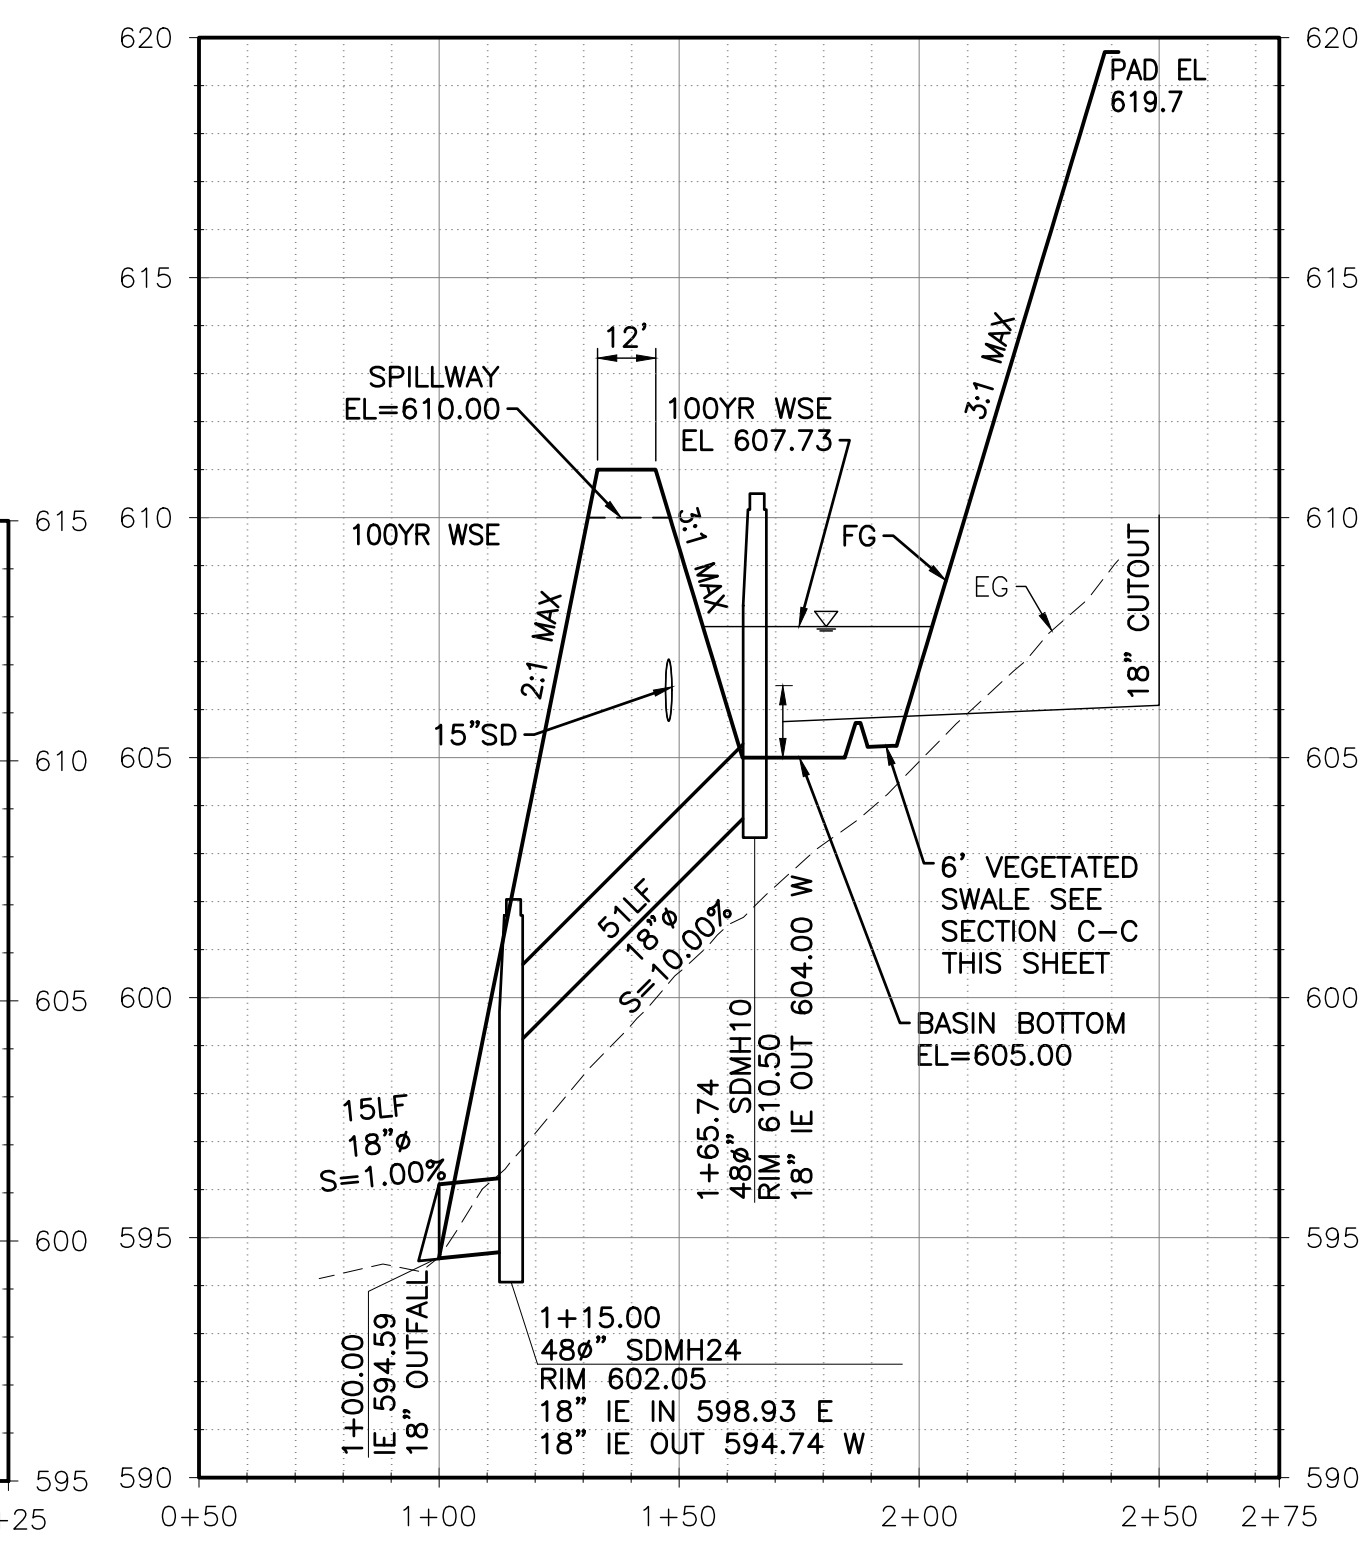 620
620
PAD EL
619.7
615
615
12'
SPILLWAY
EL=610.00
100YR WSE
EL 607.73
3:1 MAX
3:1 MAX
2:1 MAX
615
610
610
100YR WSE
FG
EG
18" CUTOUT
15"SD
610
605
605
6' VEGETATED
SWALE SEE
SECTION C-C
THIS SHEET
51LF
18"ø
S=10.00%
605
600
600
BASIN BOTTOM
EL=605.00
1+65.74
48ø" SDMH10
RIM 610.50
18" IE OUT 604.00 W
15LF
18"ø
S=1.00%
600
595
595
1+00.00
IE 594.59
18" OUTFALL
1+15.00
48ø" SDMH24
RIM 602.05
18" IE IN 598.93 E
18" IE OUT 594.74 W
595
590
590
+25
0+50
1+00
1+50
2+00
2+50
2+75